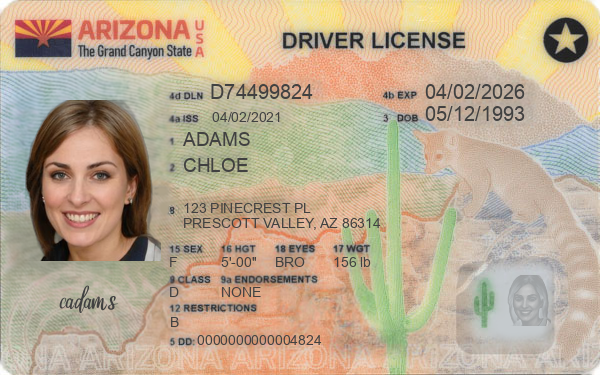 ARIZONA USA
The Grand Canyon State
DRIVER LICENSE
4d DLN D74499824
4b EXP 04/02/2026
4a ISS 04/02/2021
3 DOB 05/12/1993
1 ADAMS
2 CHLOE
8 123 PINECREST PL
PRESCOTT VALLEY, AZ 86314
15 SEX 16 HGT 18 EYES 17 WGT
F 5'-00" BRO 156 lb
9 CLASS 9a ENDORSEMENTS
D NONE
12 RESTRICTIONS
B
cadams
5 DD: 0000000000004824
ARIZONA ARIZONA ARIZONA ARIZONA